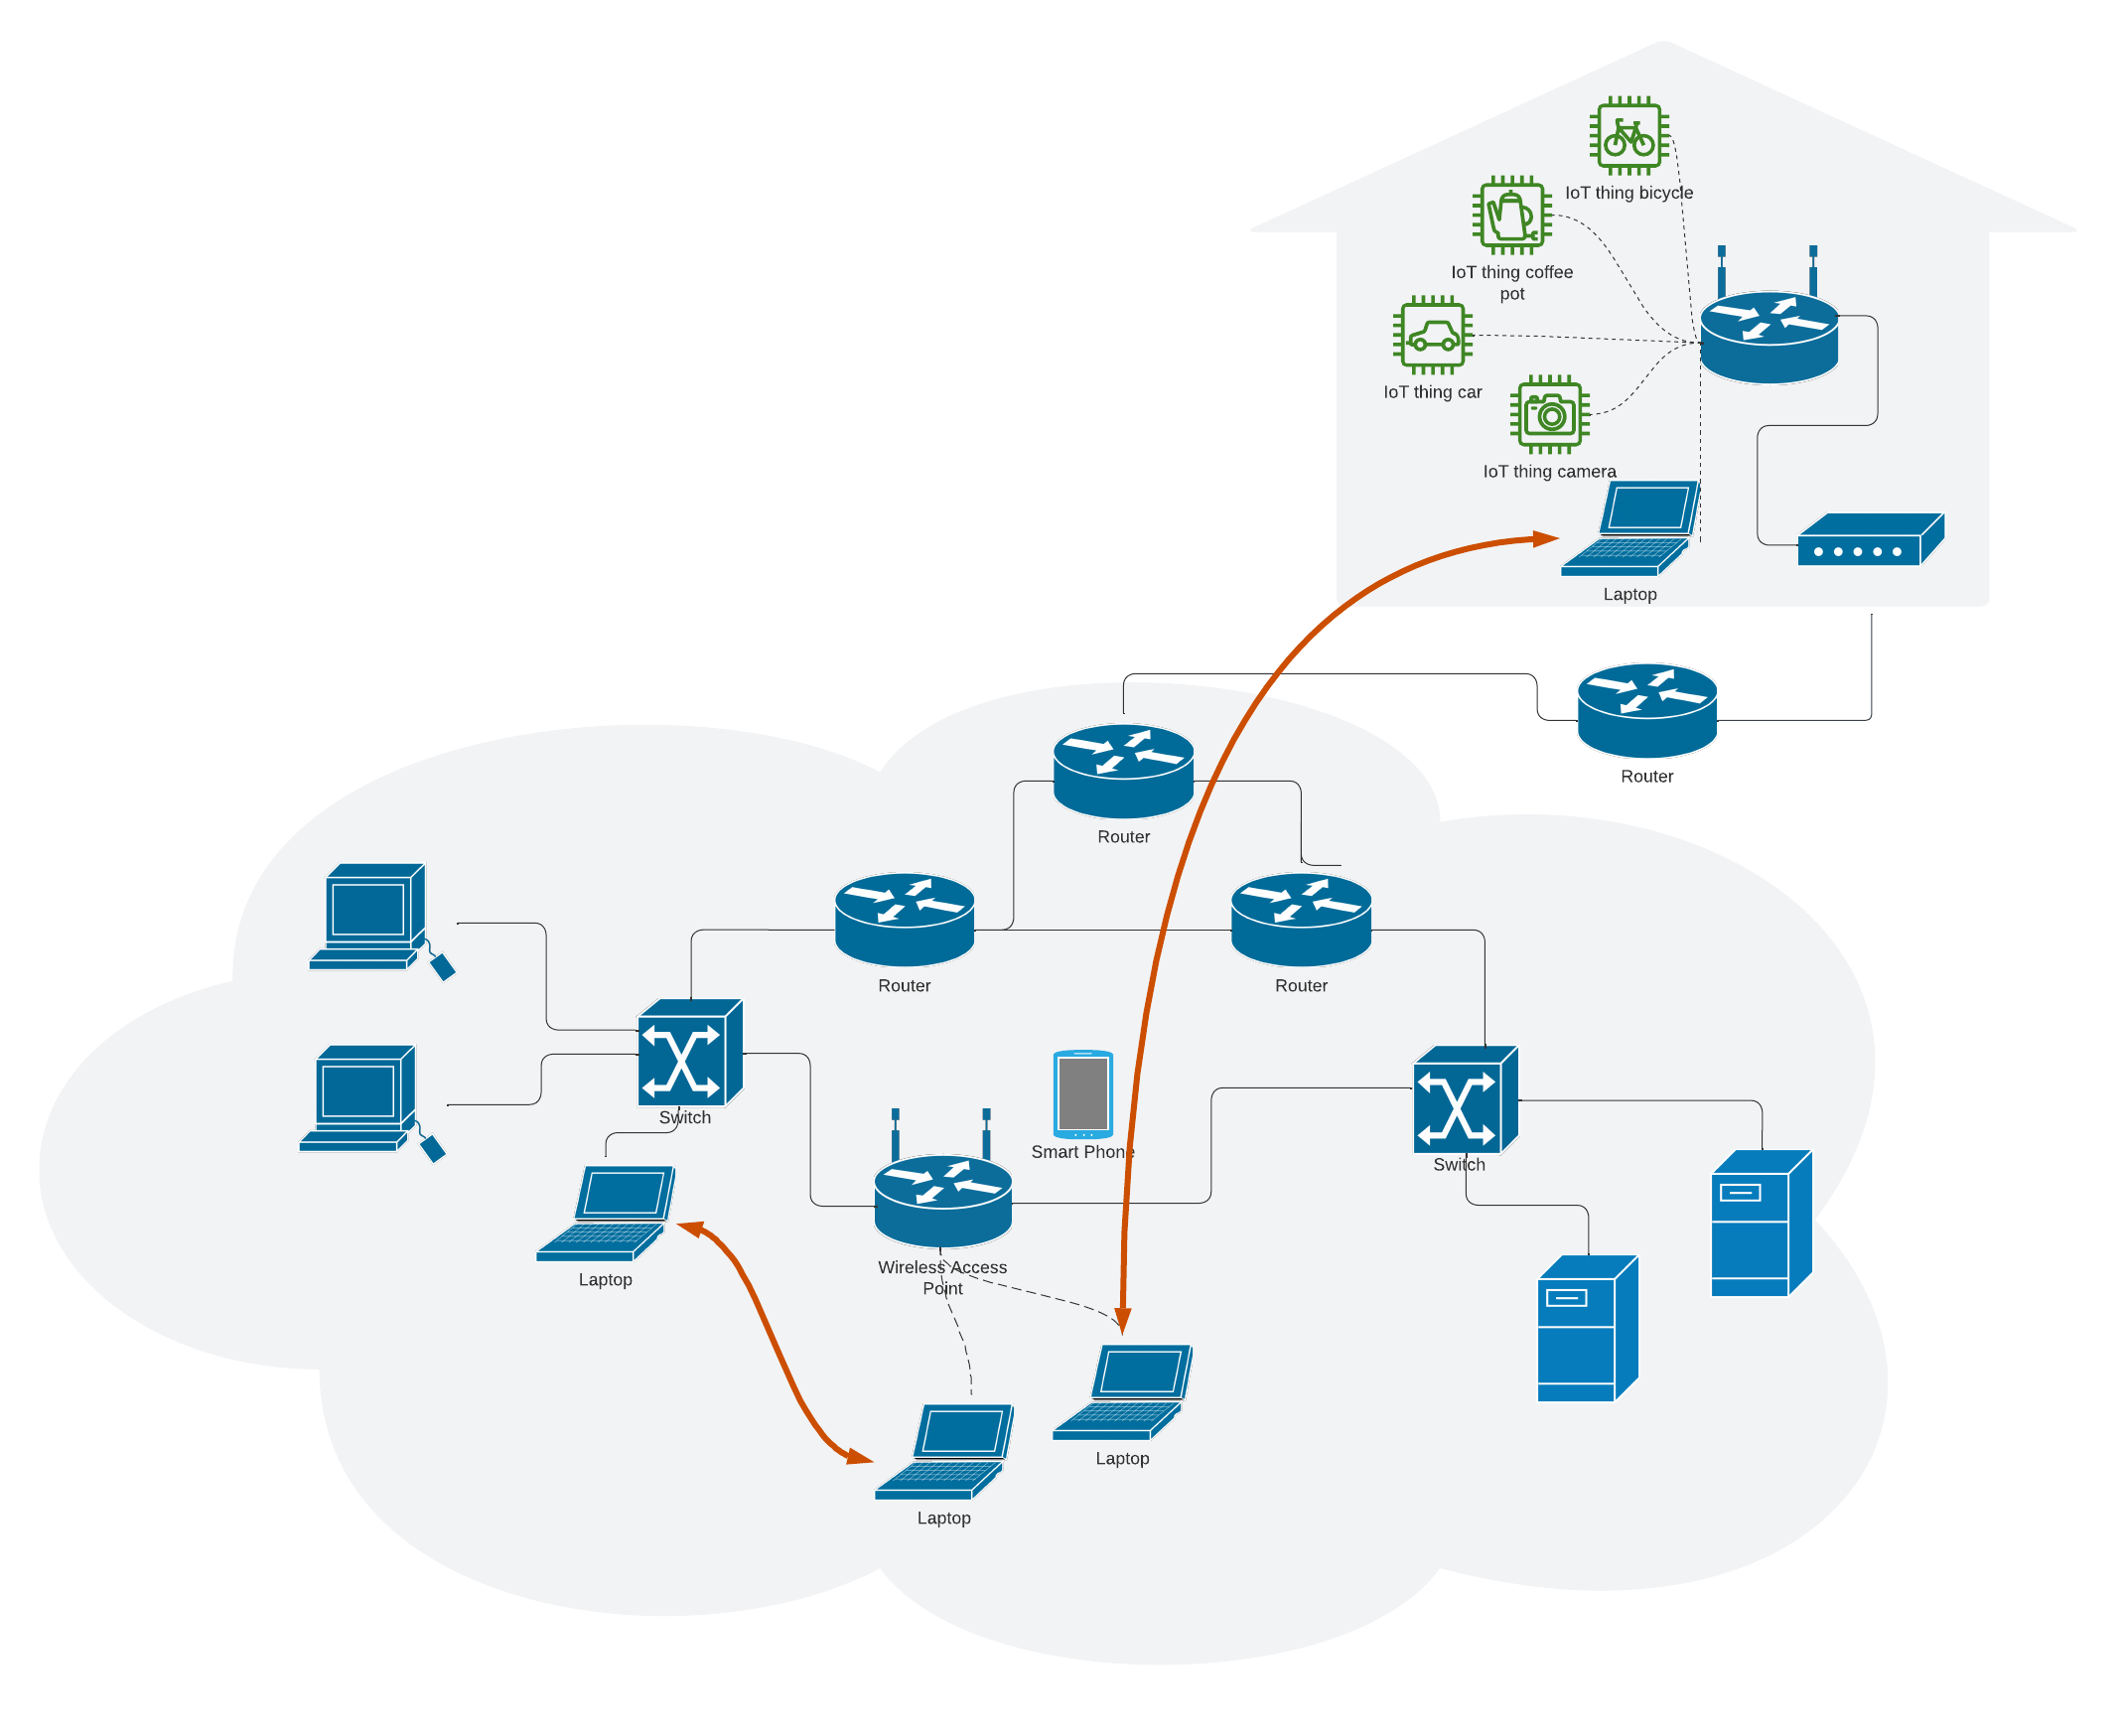 IoT thing bicycle
IoT thing coffee
pot
IoT thing car
IoT thing camera
Laptop
Router
Router
Router
Router
Switch
Smart Phone
Switch
Wireless Access
Point
Laptop
Laptop
Laptop